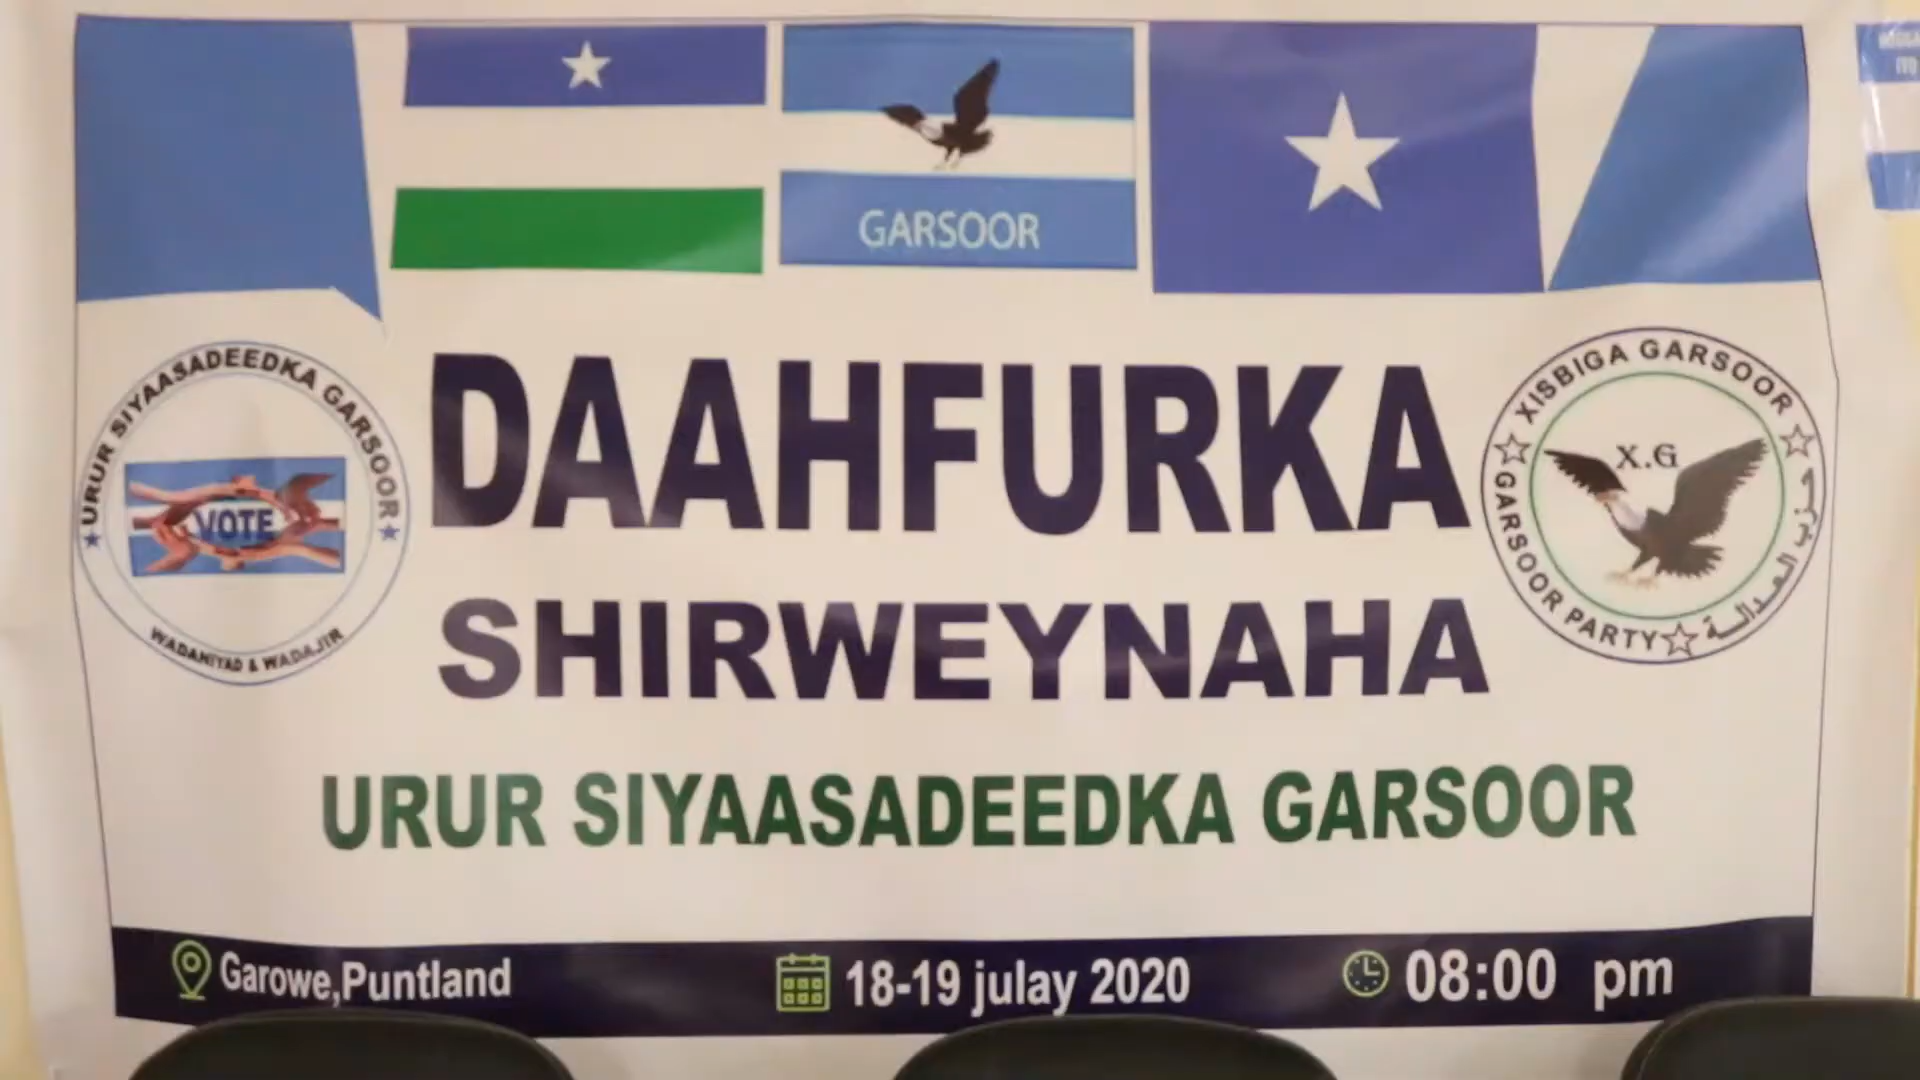 GARSOOR
URUR SIYAASADEEDKA GARSOOR
VOTE
WADANIYAD & WADAJIR
DAAHFURKA
SHIRWEYNAHA
URUR SIYAASADEEDKA GARSOOR
XISBIGA GARSOOR
X.G
GARSOOR PARTY
حزب العدالة
Garowe,Puntland
18-19 julay 2020
08:00 pm